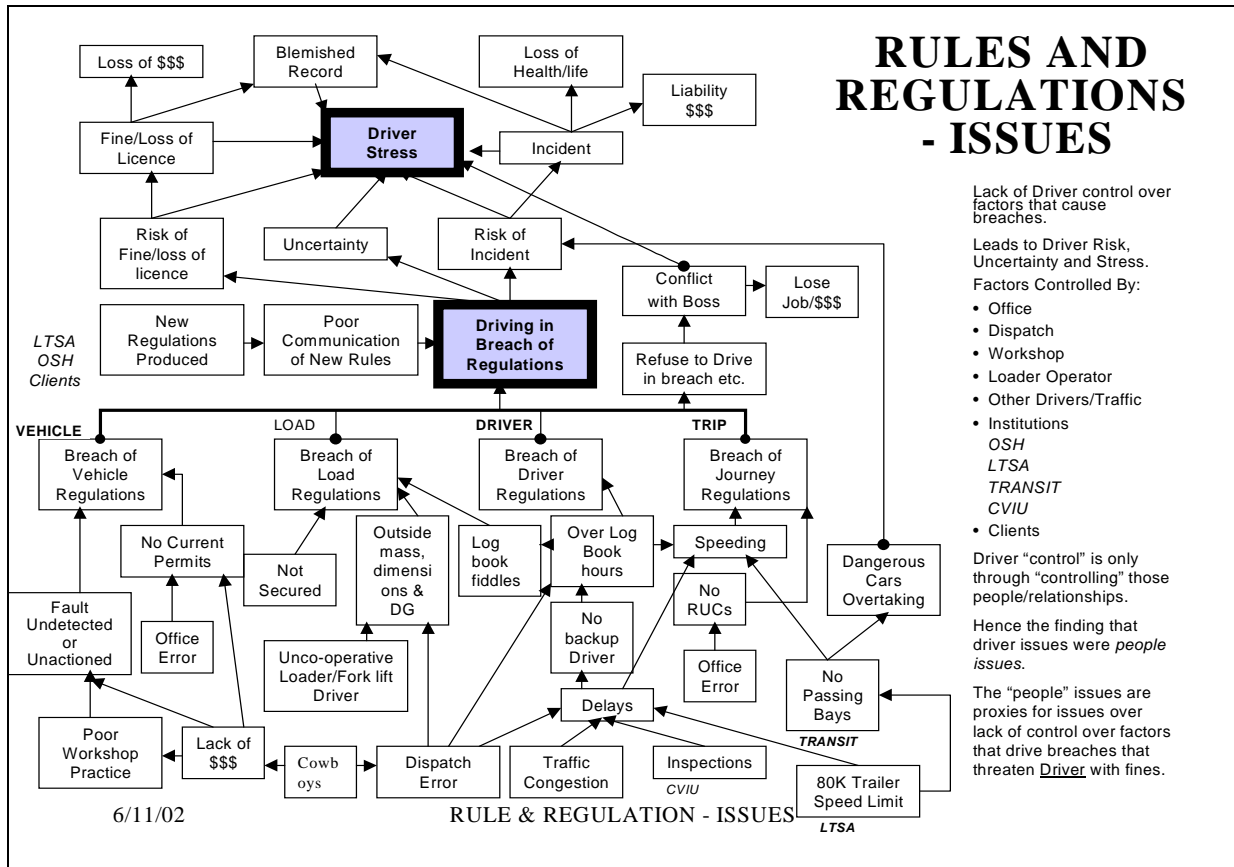 RULES AND
REGULATIONS
- ISSUES
Loss of $$$
Blemished
Record
Loss of
Health/life
Liability
$$$
Fine/Loss of
Licence
Driver
Stress
Incident
Risk of
Fine/loss of
licence
Uncertainty
Risk of
Incident
Conflict
with Boss
Lose
Job/$$$
LTSA
OSH
Clients
New
Regulations
Produced
Poor
Communication
of New Rules
Driving in
Breach of
Regulations
Refuse to Drive
in breach etc.
VEHICLE
LOAD
DRIVER
TRIP
Breach of
Vehicle
Regulations
Breach of
Load
Regulations
Breach of
Driver
Regulations
Breach of
Journey
Regulations
No Current
Permits
Not
Secured
Outside
mass,
dimensi
ons &
DG
Log
book
fiddles
Over Log
Book
hours
Speeding
Dangerous
Cars
Overtaking
Fault
Undetected
or
Unactioned
Office
Error
Unco-operative
Loader/Fork lift
Driver
No
backup
Driver
No
RUCs
Office
Error
No
Passing
Bays
TRANSIT
Delays
Poor
Workshop
Practice
Lack of
$$$
Cowb
oys
Dispatch
Error
Traffic
Congestion
Inspections
CVIU
80K Trailer
Speed Limit
LTSA
Lack of Driver control over
factors that cause
breaches.
Leads to Driver Risk,
Uncertainty and Stress.
Factors Controlled By:
• Office
• Dispatch
• Workshop
• Loader Operator
• Other Drivers/Traffic
• Institutions
OSH
LTSA
TRANSIT
CVIU
• Clients
Driver “control” is only
through “controlling” those
people/relationships.
Hence the finding that
driver issues were people
issues.
The “people” issues are
proxies for issues over
lack of control over factors
that drive breaches that
threaten Driver with fines.
6/11/02
RULE & REGULATION - ISSUES